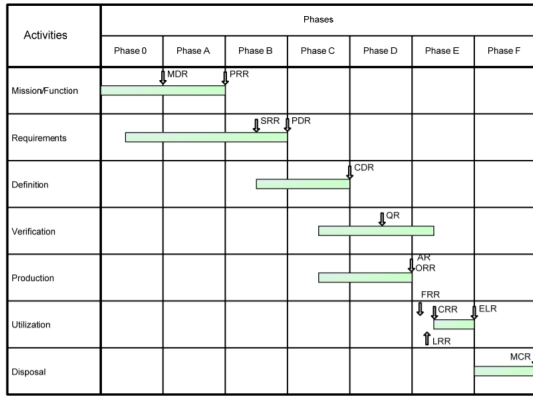 Activities
Phases
Phase 0 Phase A Phase B Phase C Phase D Phase E Phase F
Mission/Function
MDR PRR
Requirements
SRR PDR
Definition
CDR
Verification
QR
Production
AR
ORR
FRR
Utilization
CRR ELR
LRR
MCR
Disposal